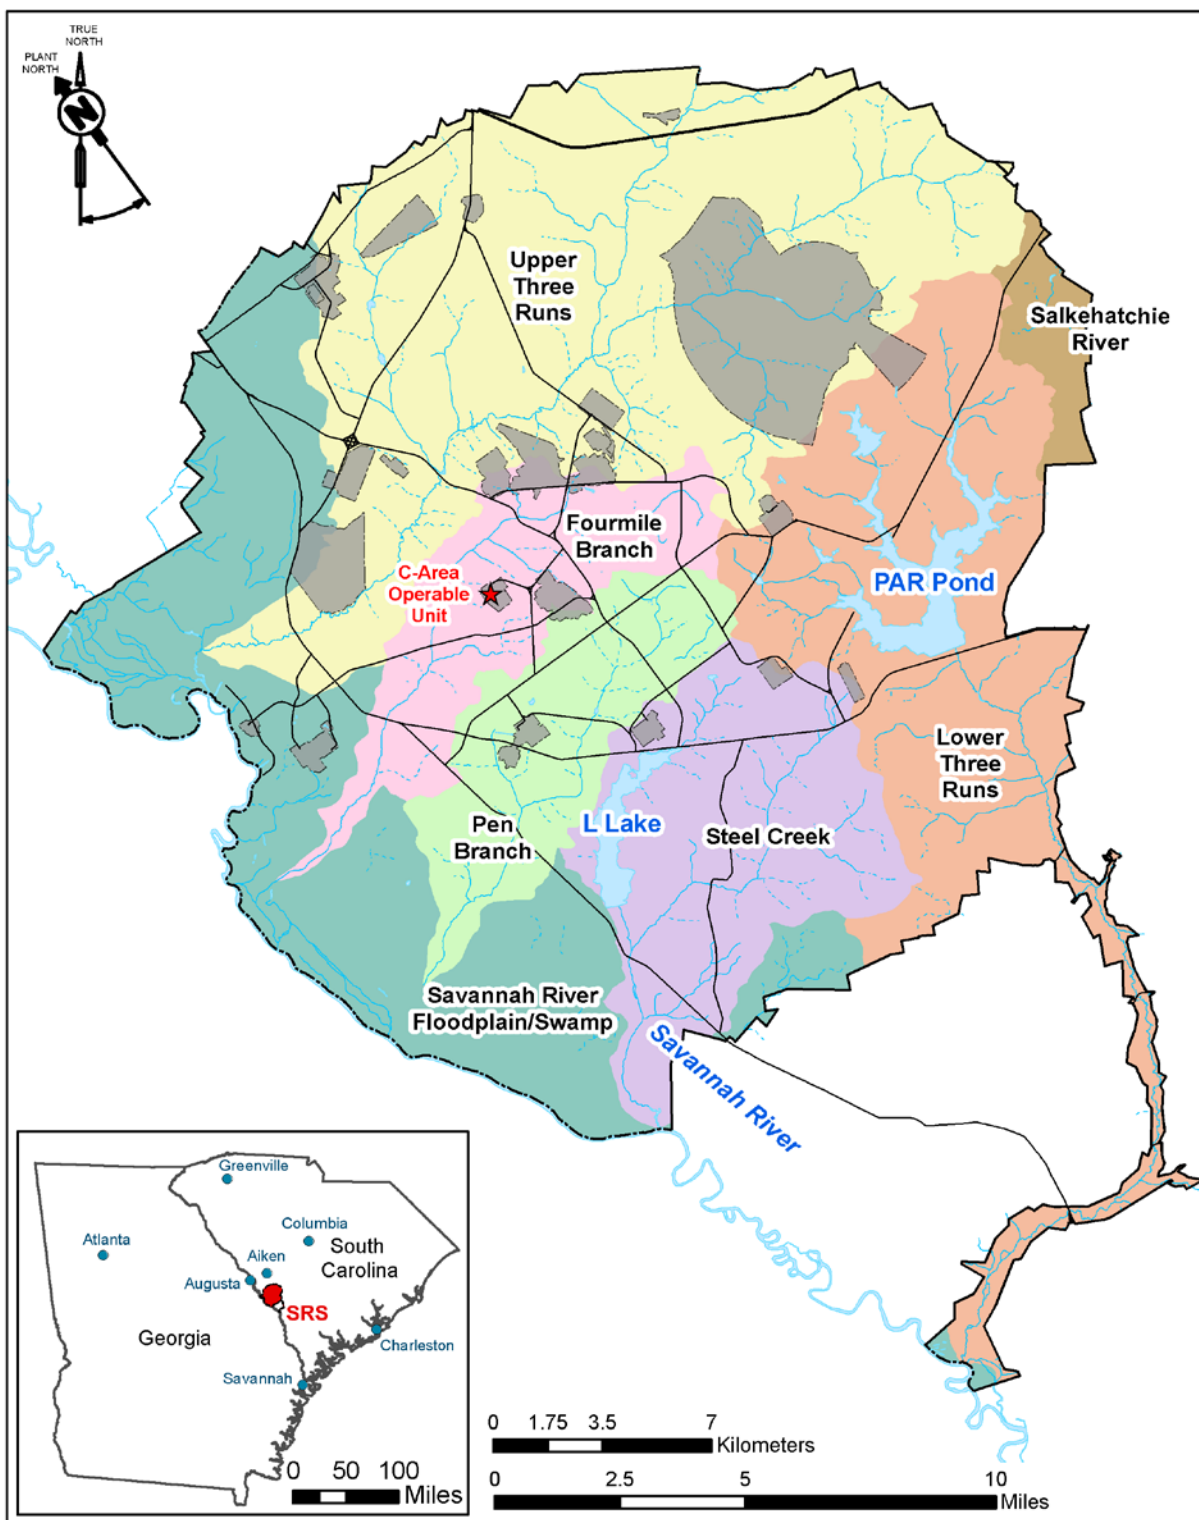 TRUE
NORTH
PLANT
NORTH
N
Upper
Three
Runs
Salkehatchie
River
Fourmile
Branch
C-Area
Operable
Unit
PAR Pond
Lower
Three
Runs
Pen
Branch
L Lake
Steel Creek
Savannah River
Floodplain/Swamp
Savannah River
Greenville
Columbia
Atlanta
Aiken
South
Carolina
Augusta
SRS
Georgia
Charleston
Savannah
0 50 100
Miles
0 1.75 3.5 7
Kilometers
0 2.5 5 10
Miles